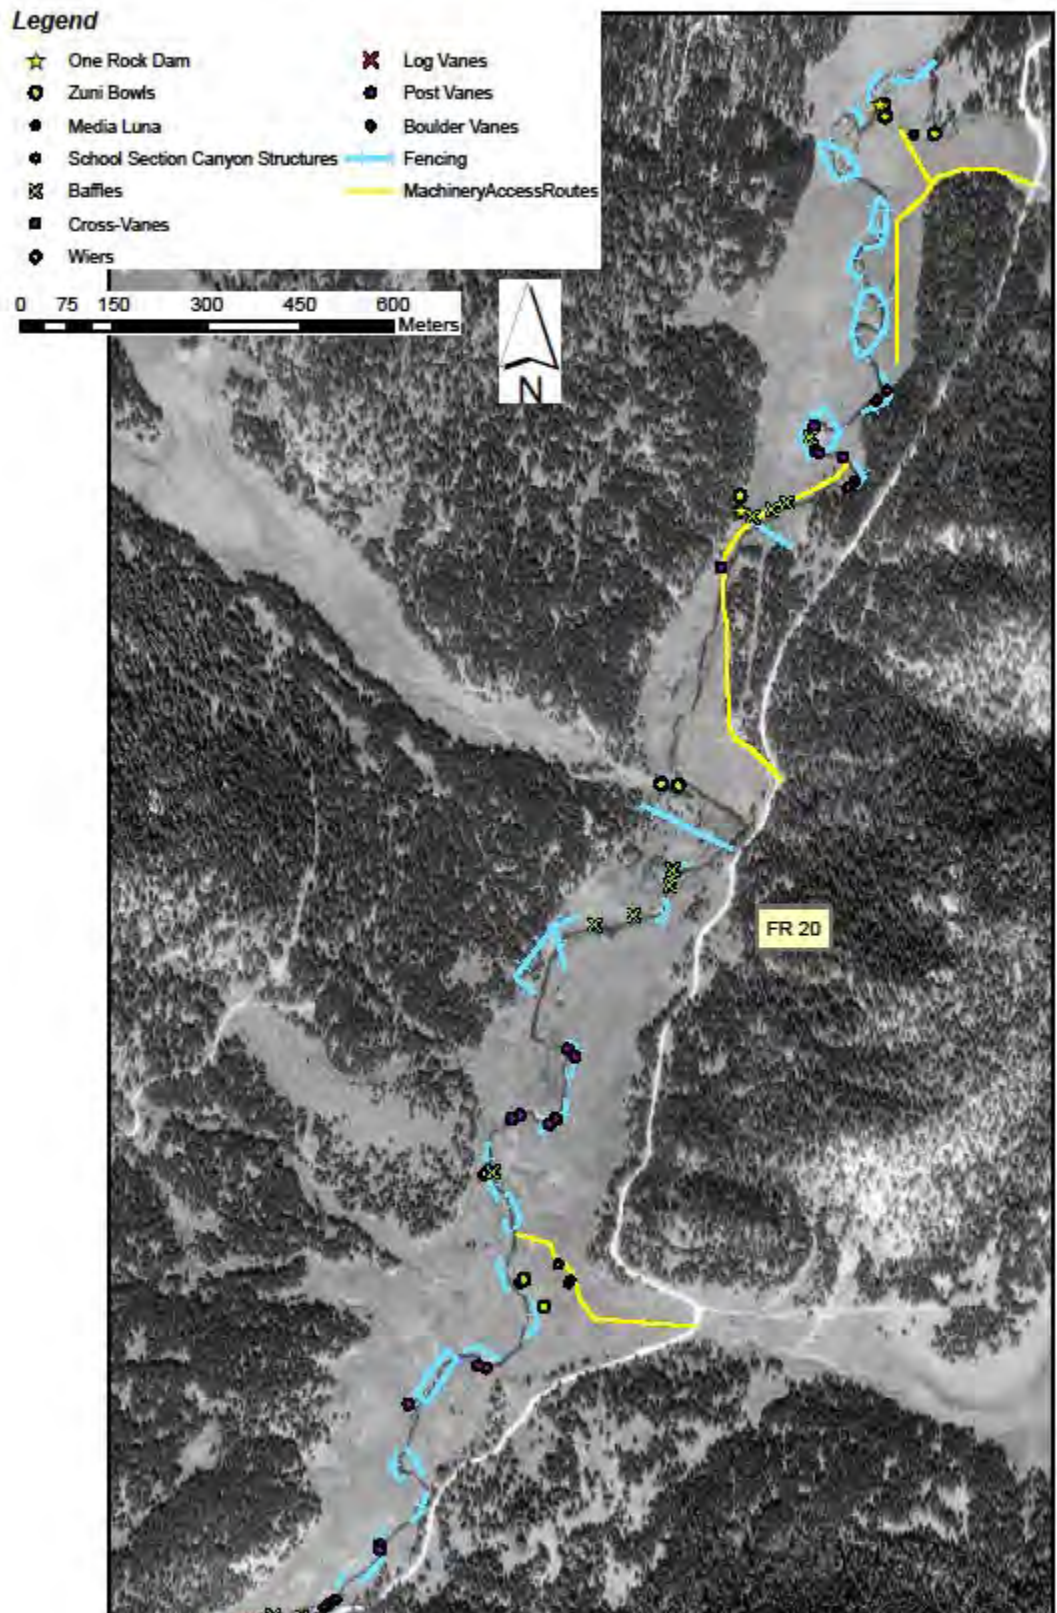 Legend
One Rock Dam
Zuni Bowls
Media Luna
School Section Canyon Structures
Baffles
Cross-Vanes
Wiers
Log Vanes
Post Vanes
Boulder Vanes
Fencing
MachineryAccessRoutes
0 75 150 300 450 600
Meters
N
FR 20